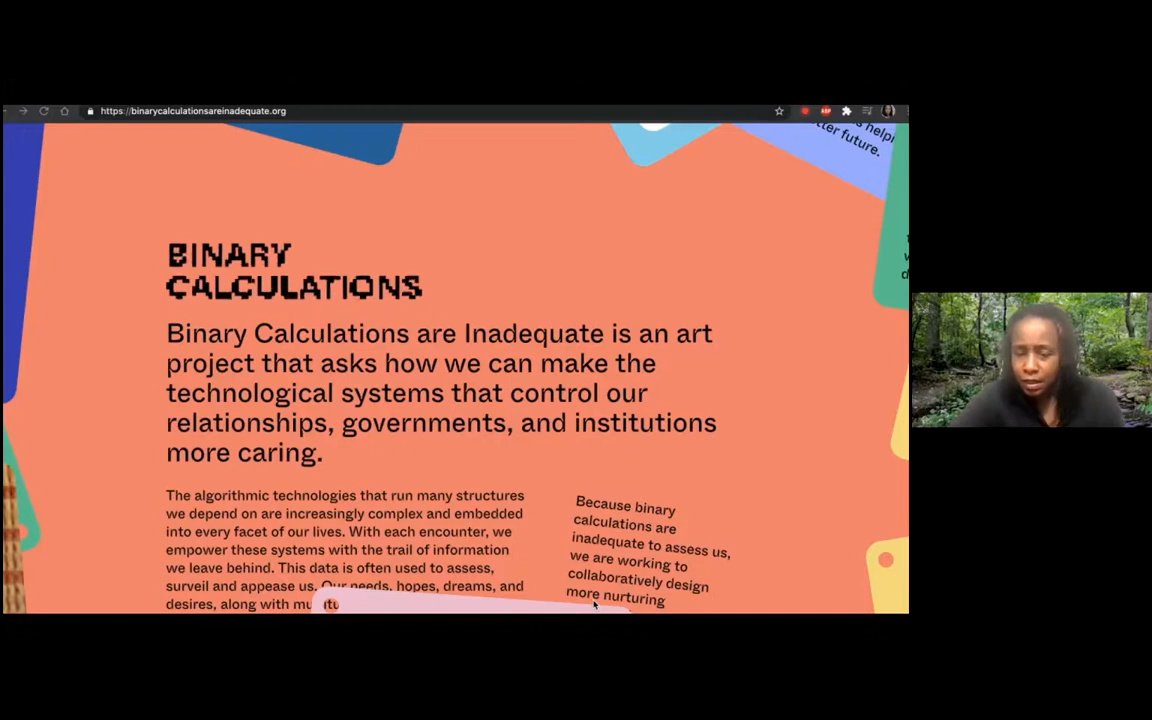 https://binarycalculationsareinadequate.org
ABP
future.
BINARY
CALCULATIONS
Binary Calculations are Inadequate is an art
project that asks how we can make the
technological systems that control our
relationships, governments, and institutions
more caring.
The algorithmic technologies that run many structures
we depend on are increasingly complex and embedded
into every facet of our lives. With each encounter, we
empower these systems with the trail of information
we leave behind. This data is often used to assess,
surveil and appease us. Our needs, hopes, dreams, and
desires, along with
Because binary
calculations are
inadequate to assess us,
we are working to
collaboratively design
more nurturing